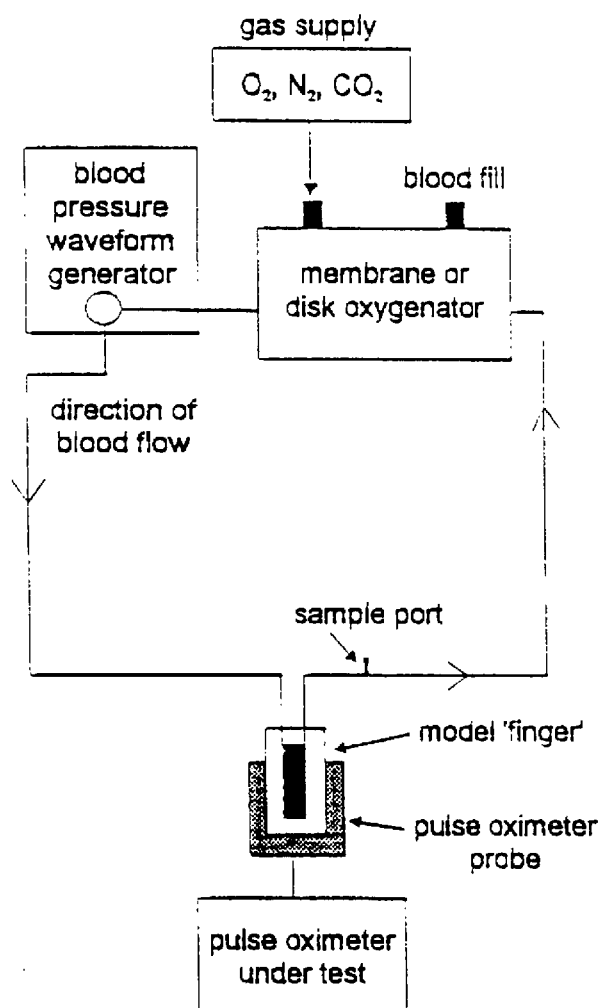 gas supply
O₂, N₂, CO₂
blood
pressure
waveform
generator
blood fill
membrane or
disk oxygenator
direction of
blood flow
sample port
model 'finger'
pulse oximeter
probe
pulse oximeter
under test